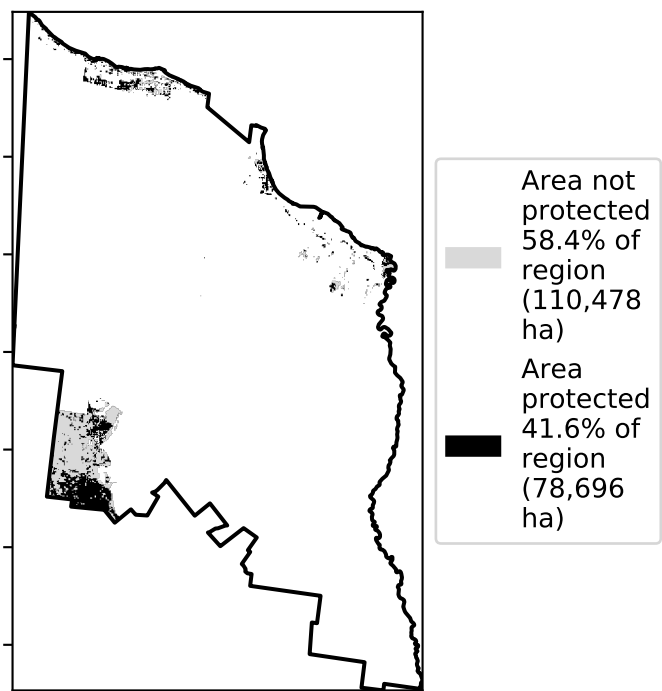 Area not
protected
58.4% of
region
(110,478
ha)
Area
protected
41.6% of
region
(78,696
ha)